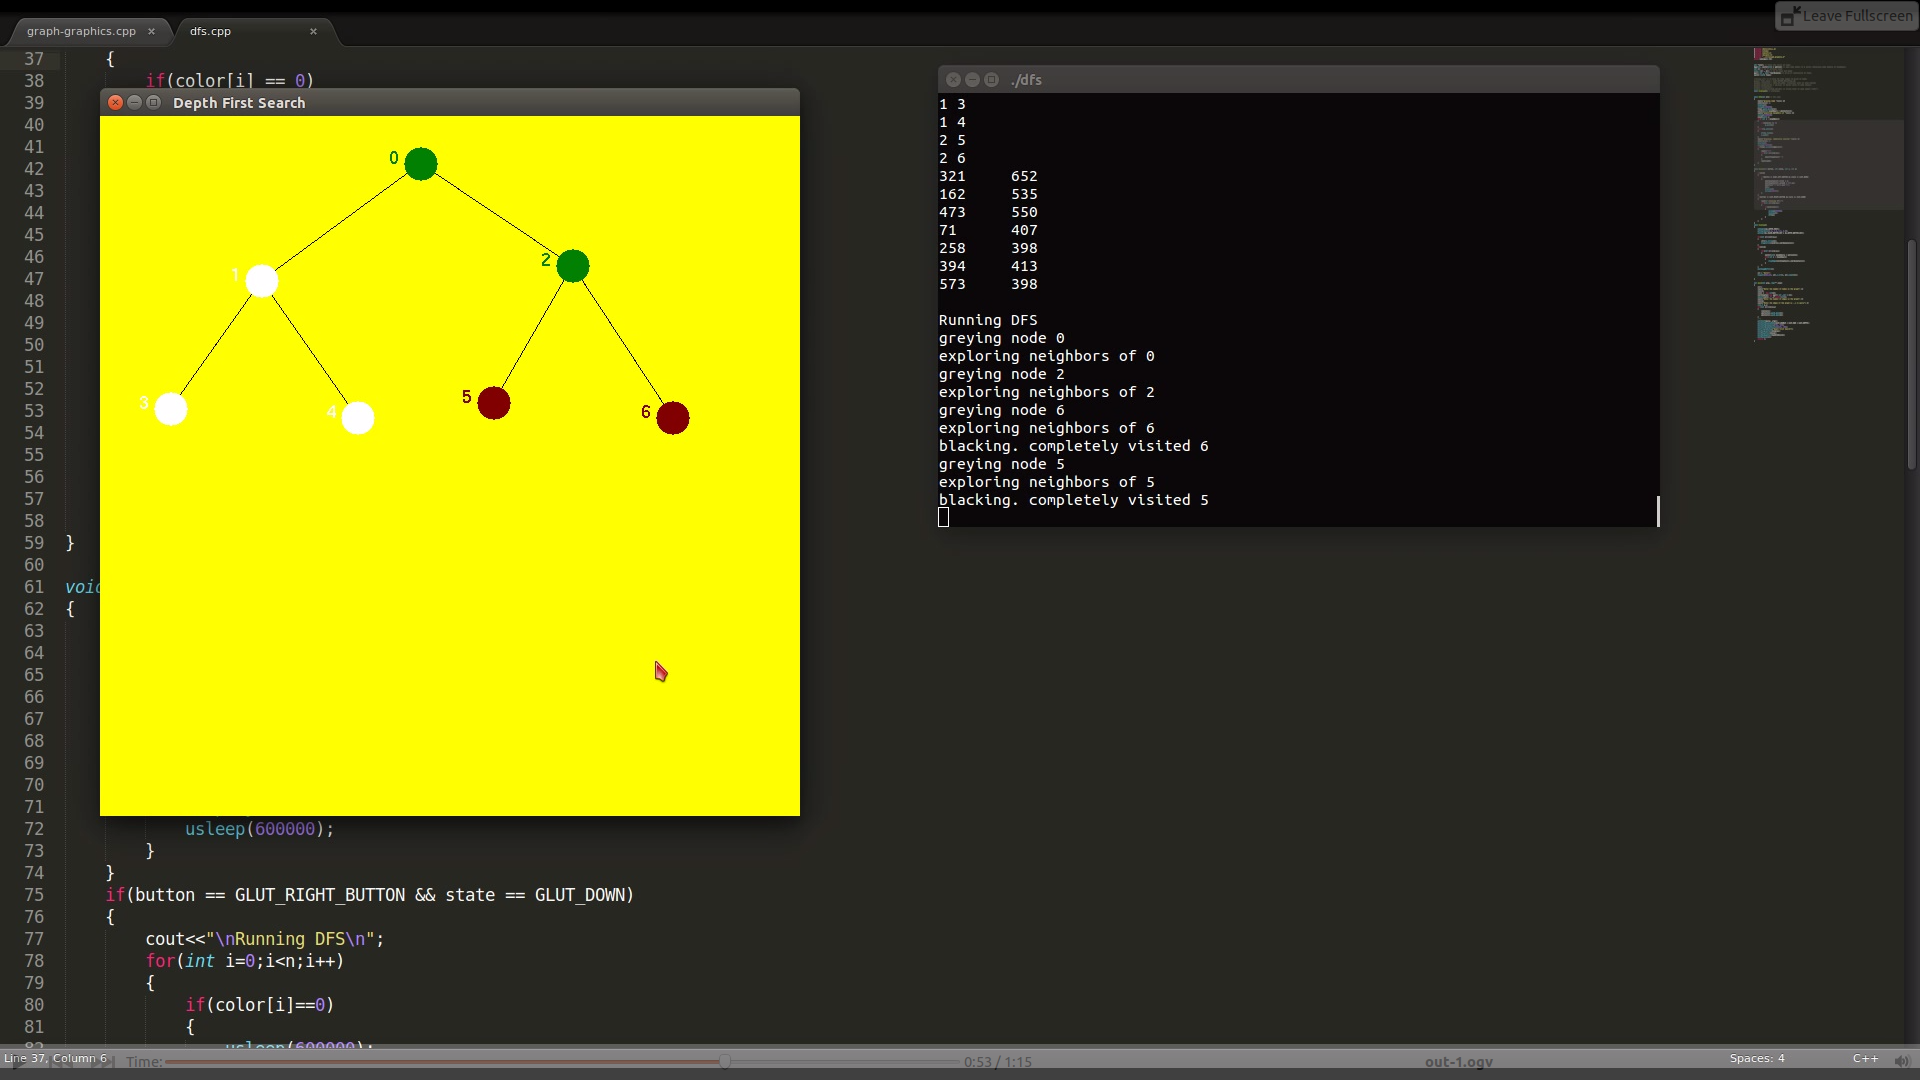 Leave Fullscreen
graph-graphics.cpp × dfs.cpp ×
37 {
38 if(color[i] == 0)
39
40
41
42
43
44
45
46
47
48
49
50
51
52
53
54
55
56
57
58
59 }
60
61 voi
62 {
63
64
65
66
67
68
69
70
71
72 usleep(600000);
73 }
74 }
75 if(button == GLUT_RIGHT_BUTTON && state == GLUT_DOWN)
76 {
77 cout<<"\nRunning DFS\n";
78 for(int i=0;i<n;i++)
79 {
80 if(color[i]==0)
81 {
82 usleep(600000);
Depth First Search
0
1
2
3
4
5
6
./dfs
1 3
1 4
2 5
2 6
321 652
162 535
473 550
71 407
258 398
394 413
573 398
Running DFS
greying node 0
exploring neighbors of 0
greying node 2
exploring neighbors of 2
greying node 6
exploring neighbors of 6
blacking. completely visited 6
greying node 5
exploring neighbors of 5
blacking. completely visited 5
Line 37, Column 6 Time: 0:53 / 1:15 out-1.ogv Spaces: 4 C++